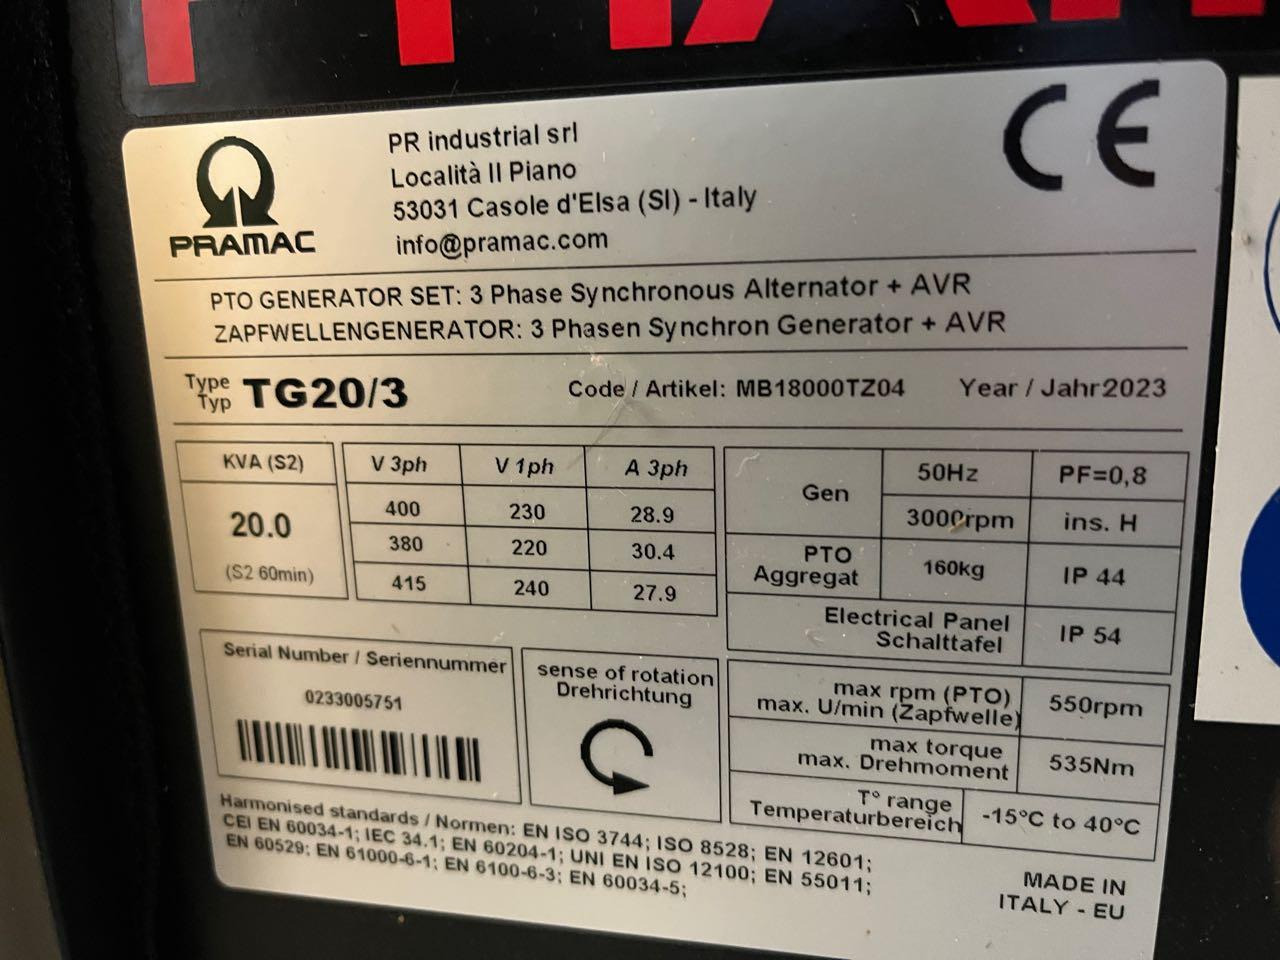 PR industrial srl
Località Il Piano
53031 Casole d'Elsa (SI) - Italy
info@pramac.com
PRAMAC
CE
PTO GENERATOR SET: 3 Phase Synchronous Alternator + AVR
ZAPFWELLENGENERATOR: 3 Phasen Synchron Generator + AVR
Type
Typ
TG20/3
Code / Artikel: MB18000TZ04
Year / Jahr2023
KVA (S2)
20.0
(S2 60min)
V 3ph V 1ph A 3ph
400 230 28.9
380 220 30.4
415 240 27.9
Gen
50Hz PF=0,8
3000rpm ins. H
PTO
Aggregat
160kg IP 44
Electrical Panel
Schalttafel
IP 54
Serial Number / Seriennummer
0233005751
sense of rotation
Drehrichtung
max rpm (PTO)
max. U/min (Zapfwelle)
550rpm
max torque
max. Drehmoment
535Nm
T° range
Temperaturbereich
-15°C to 40°C
Harmonised standards / Normen: EN ISO 3744; ISO 8528; EN 12601;
CEI EN 60034-1; IEC 34.1; EN 60204-1; UNI EN ISO 12100; EN 55011;
EN 60529; EN 61000-6-1; EN 6100-6-3; EN 60034-5;
MADE IN
ITALY - EU